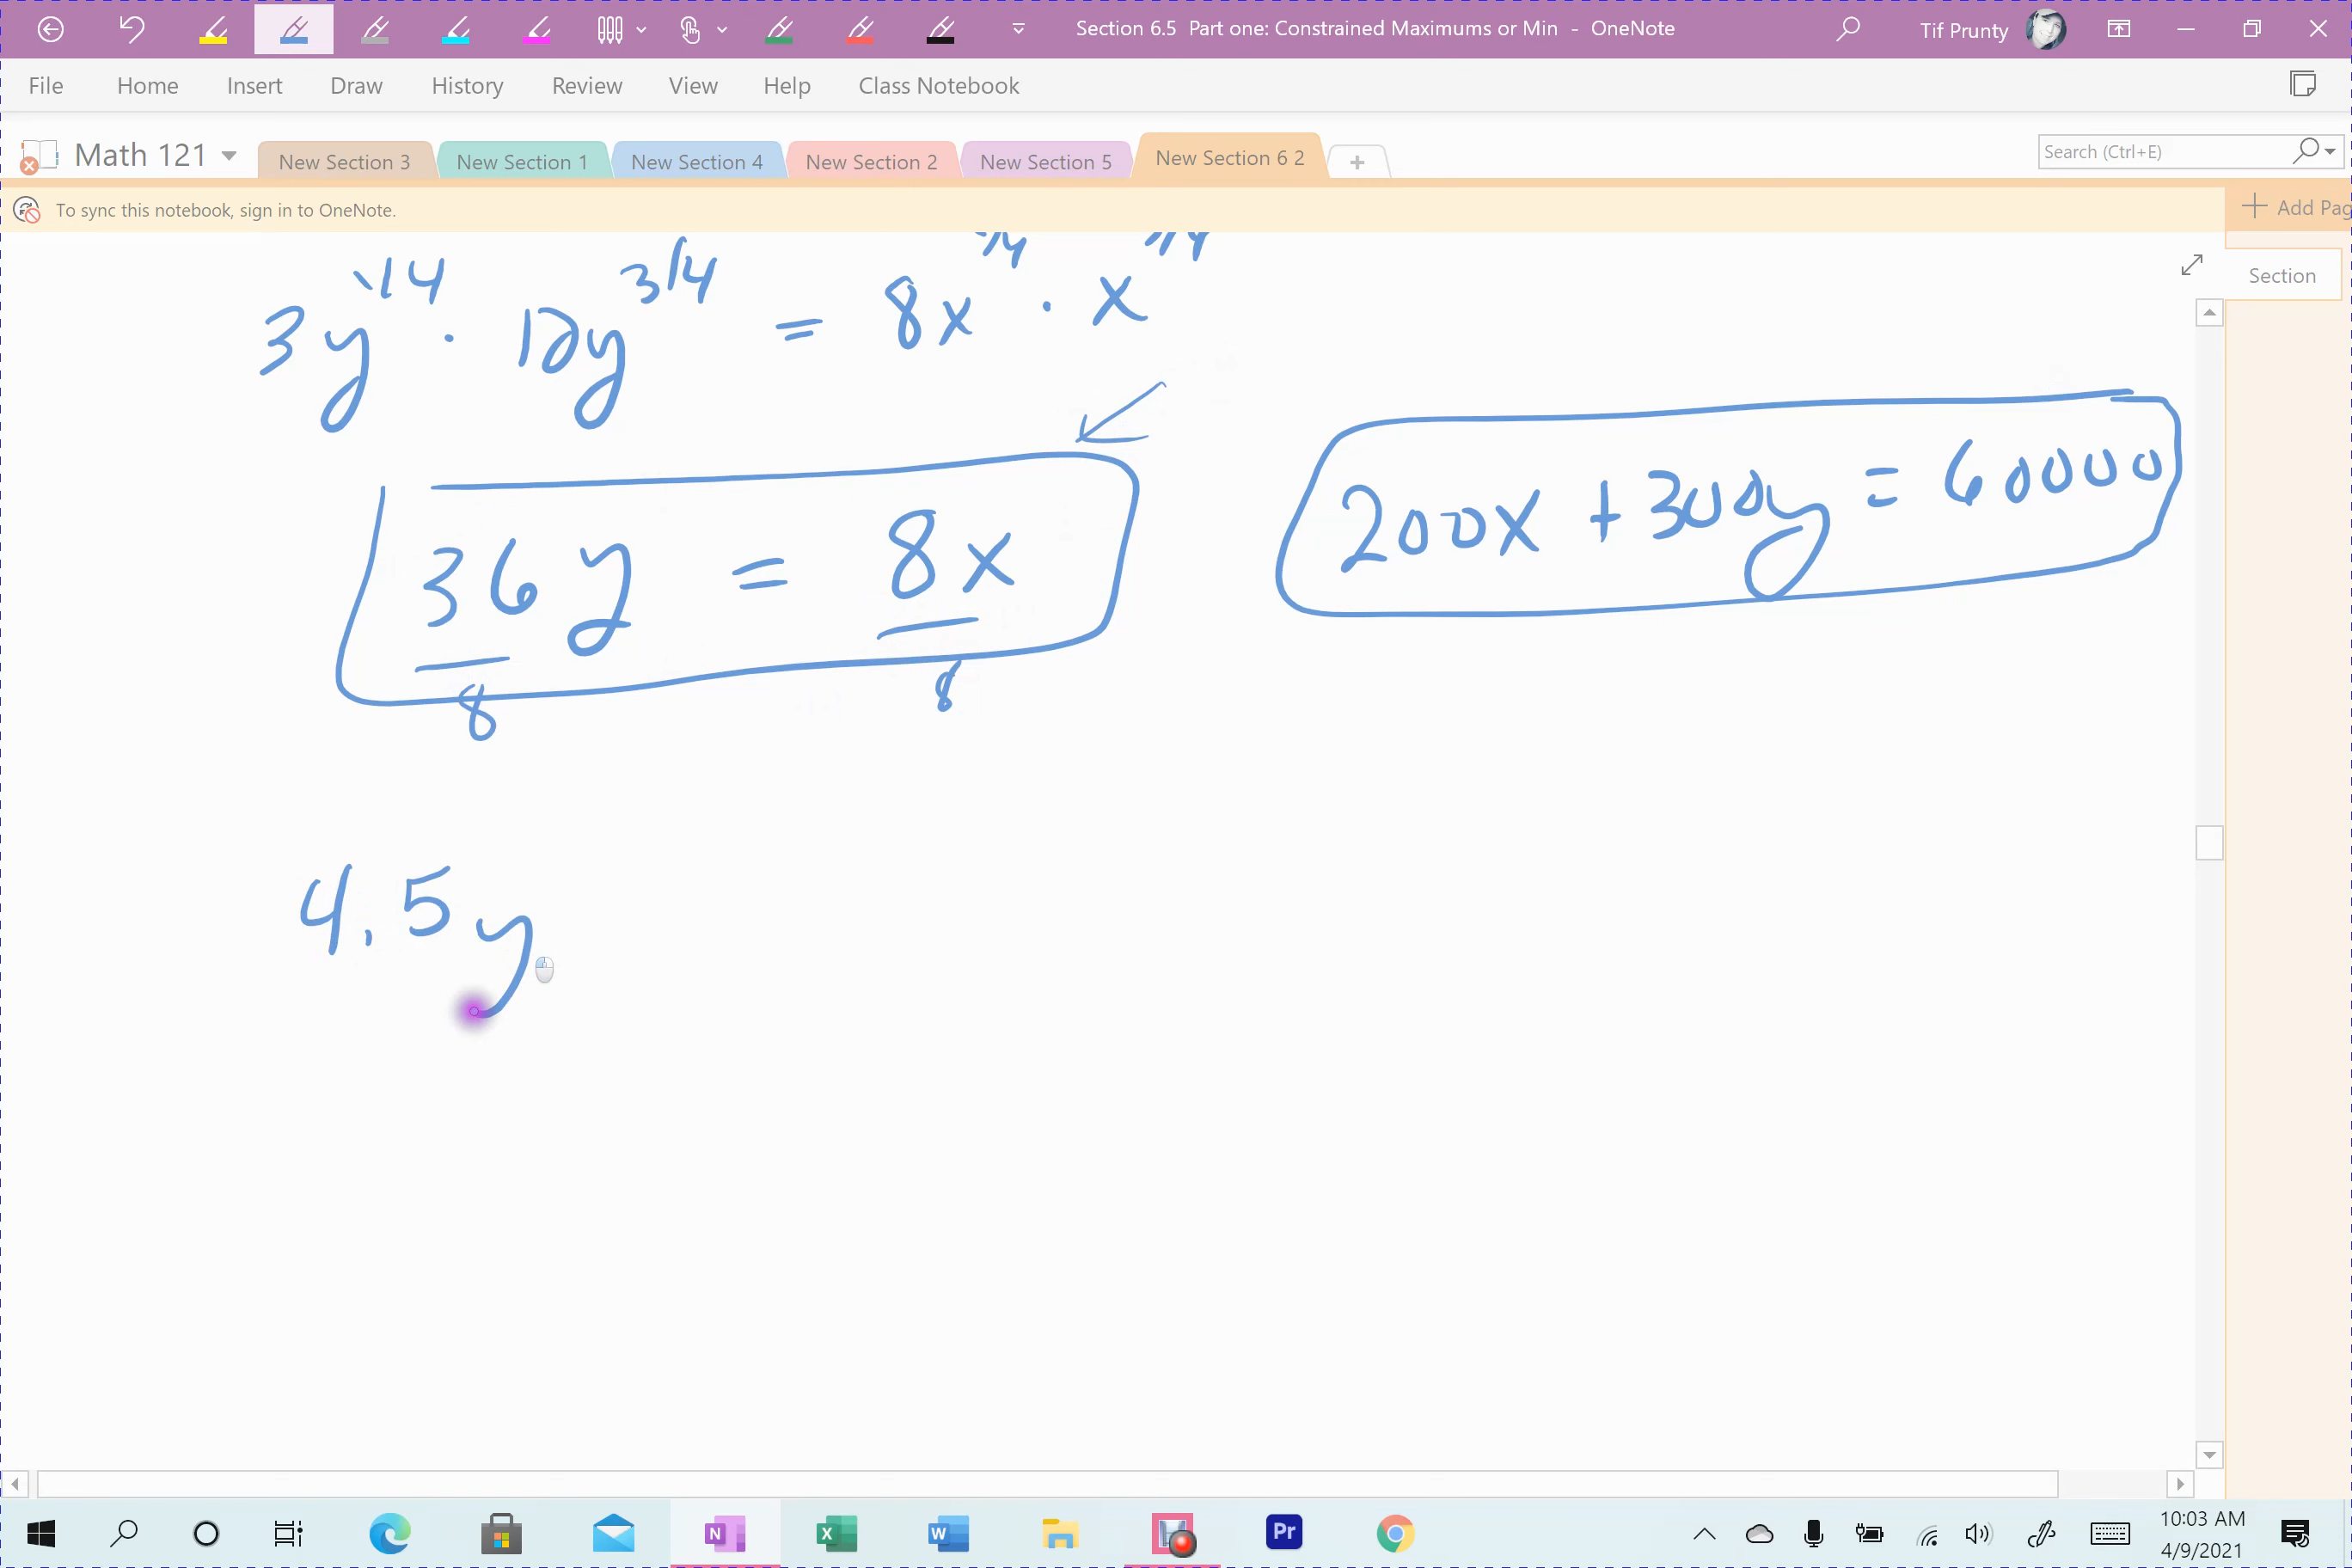 Section 6.5 Part one: Constrained Maximums or Min - OneNote
Tif Prunty
File Home Insert Draw History Review View Help Class Notebook
Math 121
New Section 3 New Section 1 New Section 4 New Section 2 New Section 5 New Section 6 2
Search (Ctrl+E)
To sync this notebook, sign in to OneNote.
Add Pag
Section
3y^1/4 · 12y^3/4 = 8x · x
200x + 300y = 60000
36y = 8x
8 8
4.5y
10:03 AM
4/9/2021